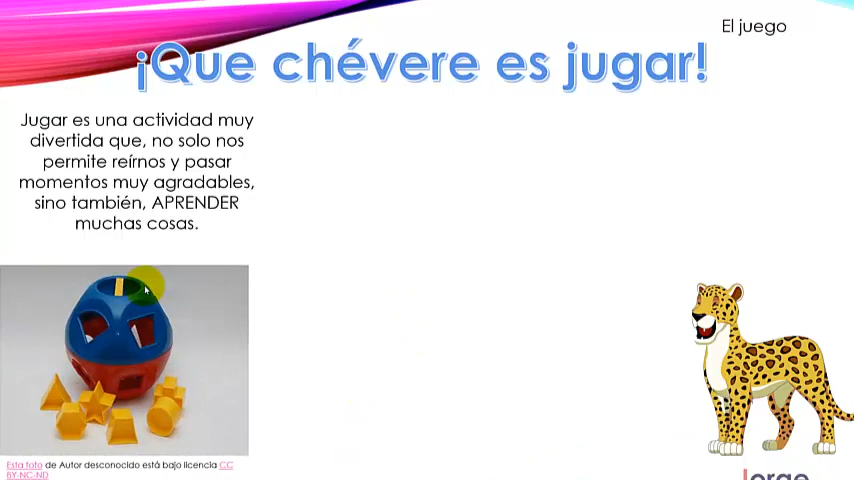 El juego
¡Que chévere es jugar!
Jugar es una actividad muy
divertida que, no solo nos
permite reírnos y pasar
momentos muy agradables,
sino también, APRENDER
muchas cosas.
Esta foto de Autor desconocido está bajo licencia CC
BY-NC-ND
Jorge